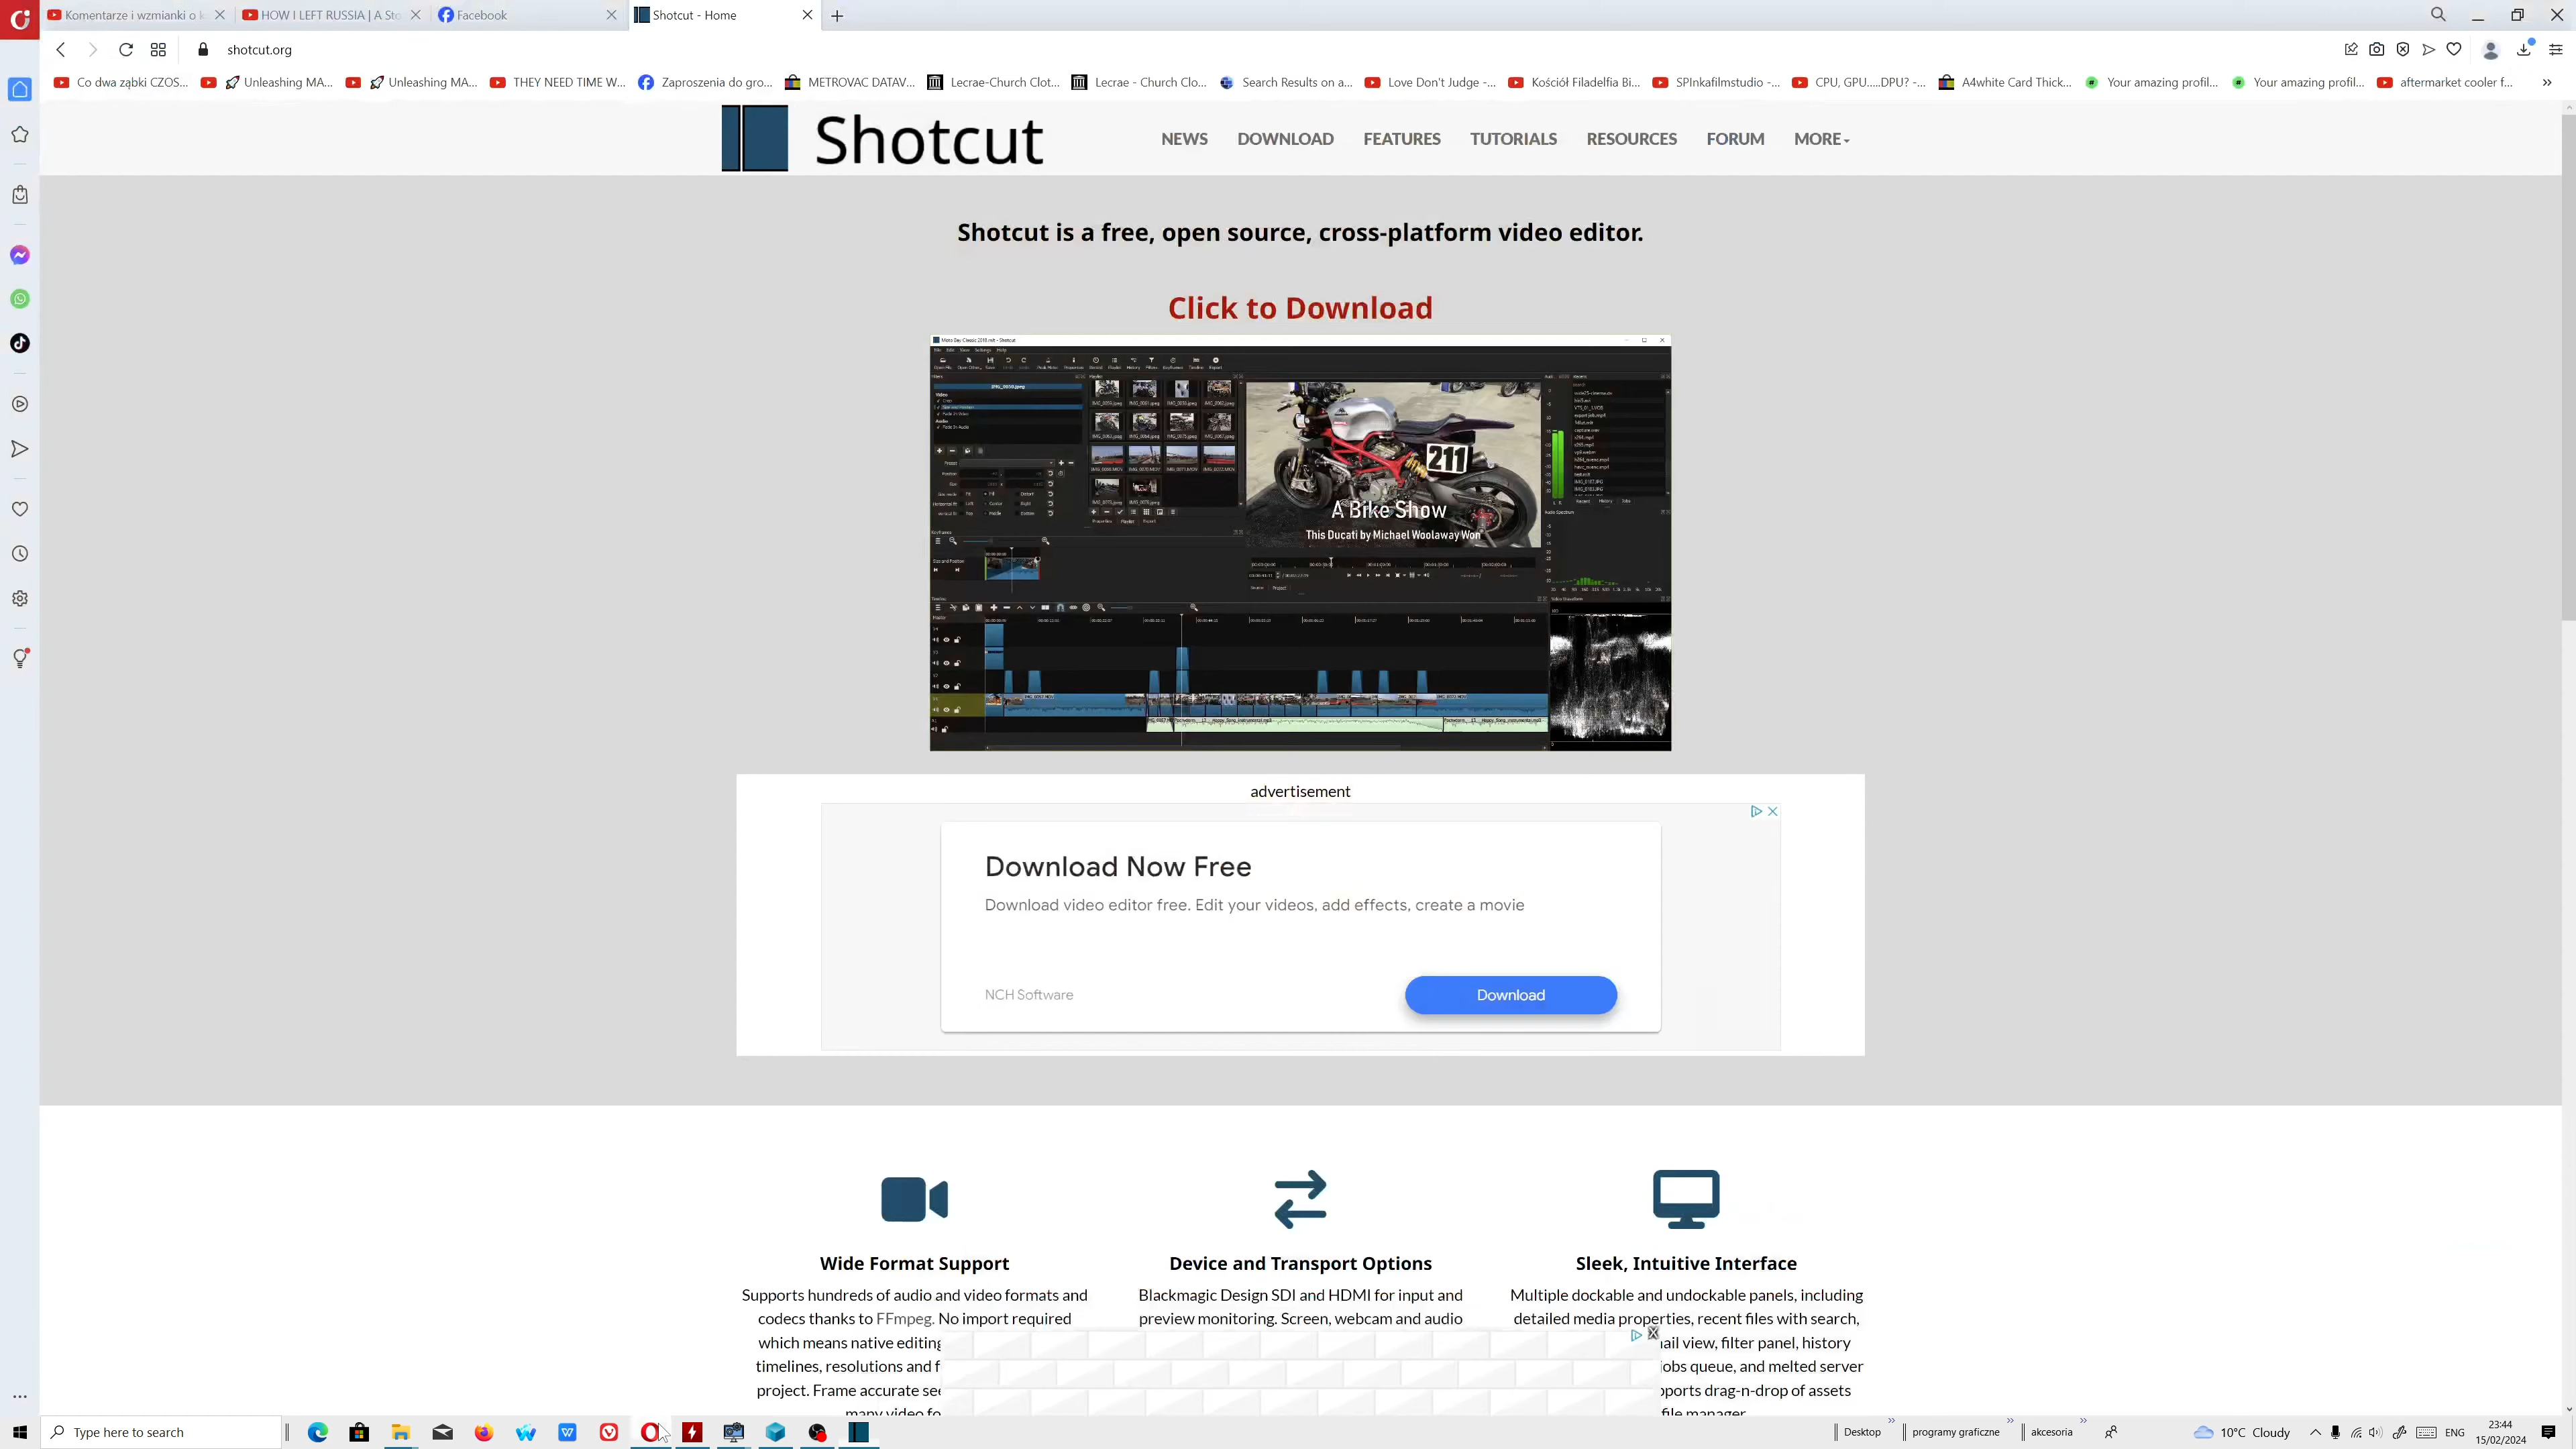 Komentarze i wzmianki o k
HOW I LEFT RUSSIA | A Sto
Facebook
Shotcut - Home
shotcut.org
Co dwa ząbki CZOS...
Unleashing MA...
Unleashing MA...
THEY NEED TIME W...
Zaproszenia do gro...
METROVAC DATAV...
Lecrae-Church Clot...
Lecrae - Church Clo...
Search Results on a...
Love Don't Judge -...
Kościół Filadelfia Bi...
SPInkafilmstudio -...
CPU, GPU.....DPU? -...
A4white Card Thick...
Your amazing profil...
Your amazing profil...
aftermarket cooler f...
Shotcut
NEWS
DOWNLOAD
FEATURES
TUTORIALS
RESOURCES
FORUM
MORE
Shotcut is a free, open source, cross-platform video editor.
Click to Download
211
A Bike Show
This Ducati by Michael Woolaway Won
advertisement
Download Now Free
Download video editor free. Edit your videos, add effects, create a movie
NCH Software
Download
Wide Format Support
Supports hundreds of audio and video formats and
codecs thanks to FFmpeg. No import required
which means native editing
timelines, resolutions and f
project. Frame accurate see
many video fo
Device and Transport Options
Blackmagic Design SDI and HDMI for input and
preview monitoring. Screen, webcam and audio
Sleek, Intuitive Interface
Multiple dockable and undockable panels, including
detailed media properties, recent files with search,
ail view, filter panel, history
obs queue, and melted server
pports drag-n-drop of assets
file manager.
Type here to search
Desktop
programy graficzne
akcesoria
10°C Cloudy
ENG
23:44
15/02/2024